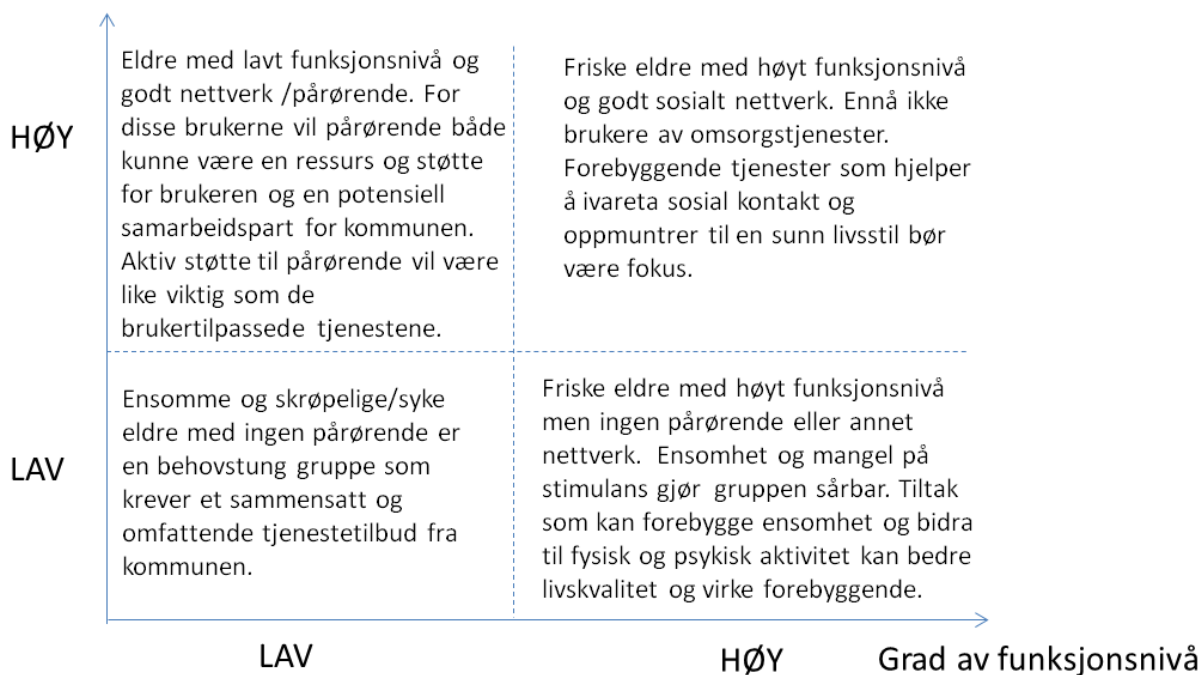 HØY
Eldre med lavt funksjonsnivå og
godt nettverk /pårørende. For
disse brukerne vil pårørende både
kunne være en ressurs og støtte
for brukeren og en potensiell
samarbeidspart for kommunen.
Aktiv støtte til pårørende vil være
like viktig som de
brukertilpassede tjenestene.
Friske eldre med høyt funksjonsnivå
og godt sosialt nettverk. Ennå ikke
brukere av omsorgstjenester.
Forebyggende tjenester som hjelper
å ivareta sosial kontakt og
oppmuntrer til en sunn livsstil bør
være fokus.
LAV
Ensomme og skrøpelige/syke
eldre med ingen pårørende er
en behovstung gruppe som
krever et sammensatt og
omfattende tjenestetilbud fra
kommunen.
Friske eldre med høyt funksjonsnivå
men ingen pårørende eller annet
nettverk. Ensomhet og mangel på
stimulans gjør gruppen sårbar. Tiltak
som kan forebygge ensomhet og bidra
til fysisk og psykisk aktivitet kan bedre
livskvalitet og virke forebyggende.
LAV
HØY
Grad av funksjonsnivå